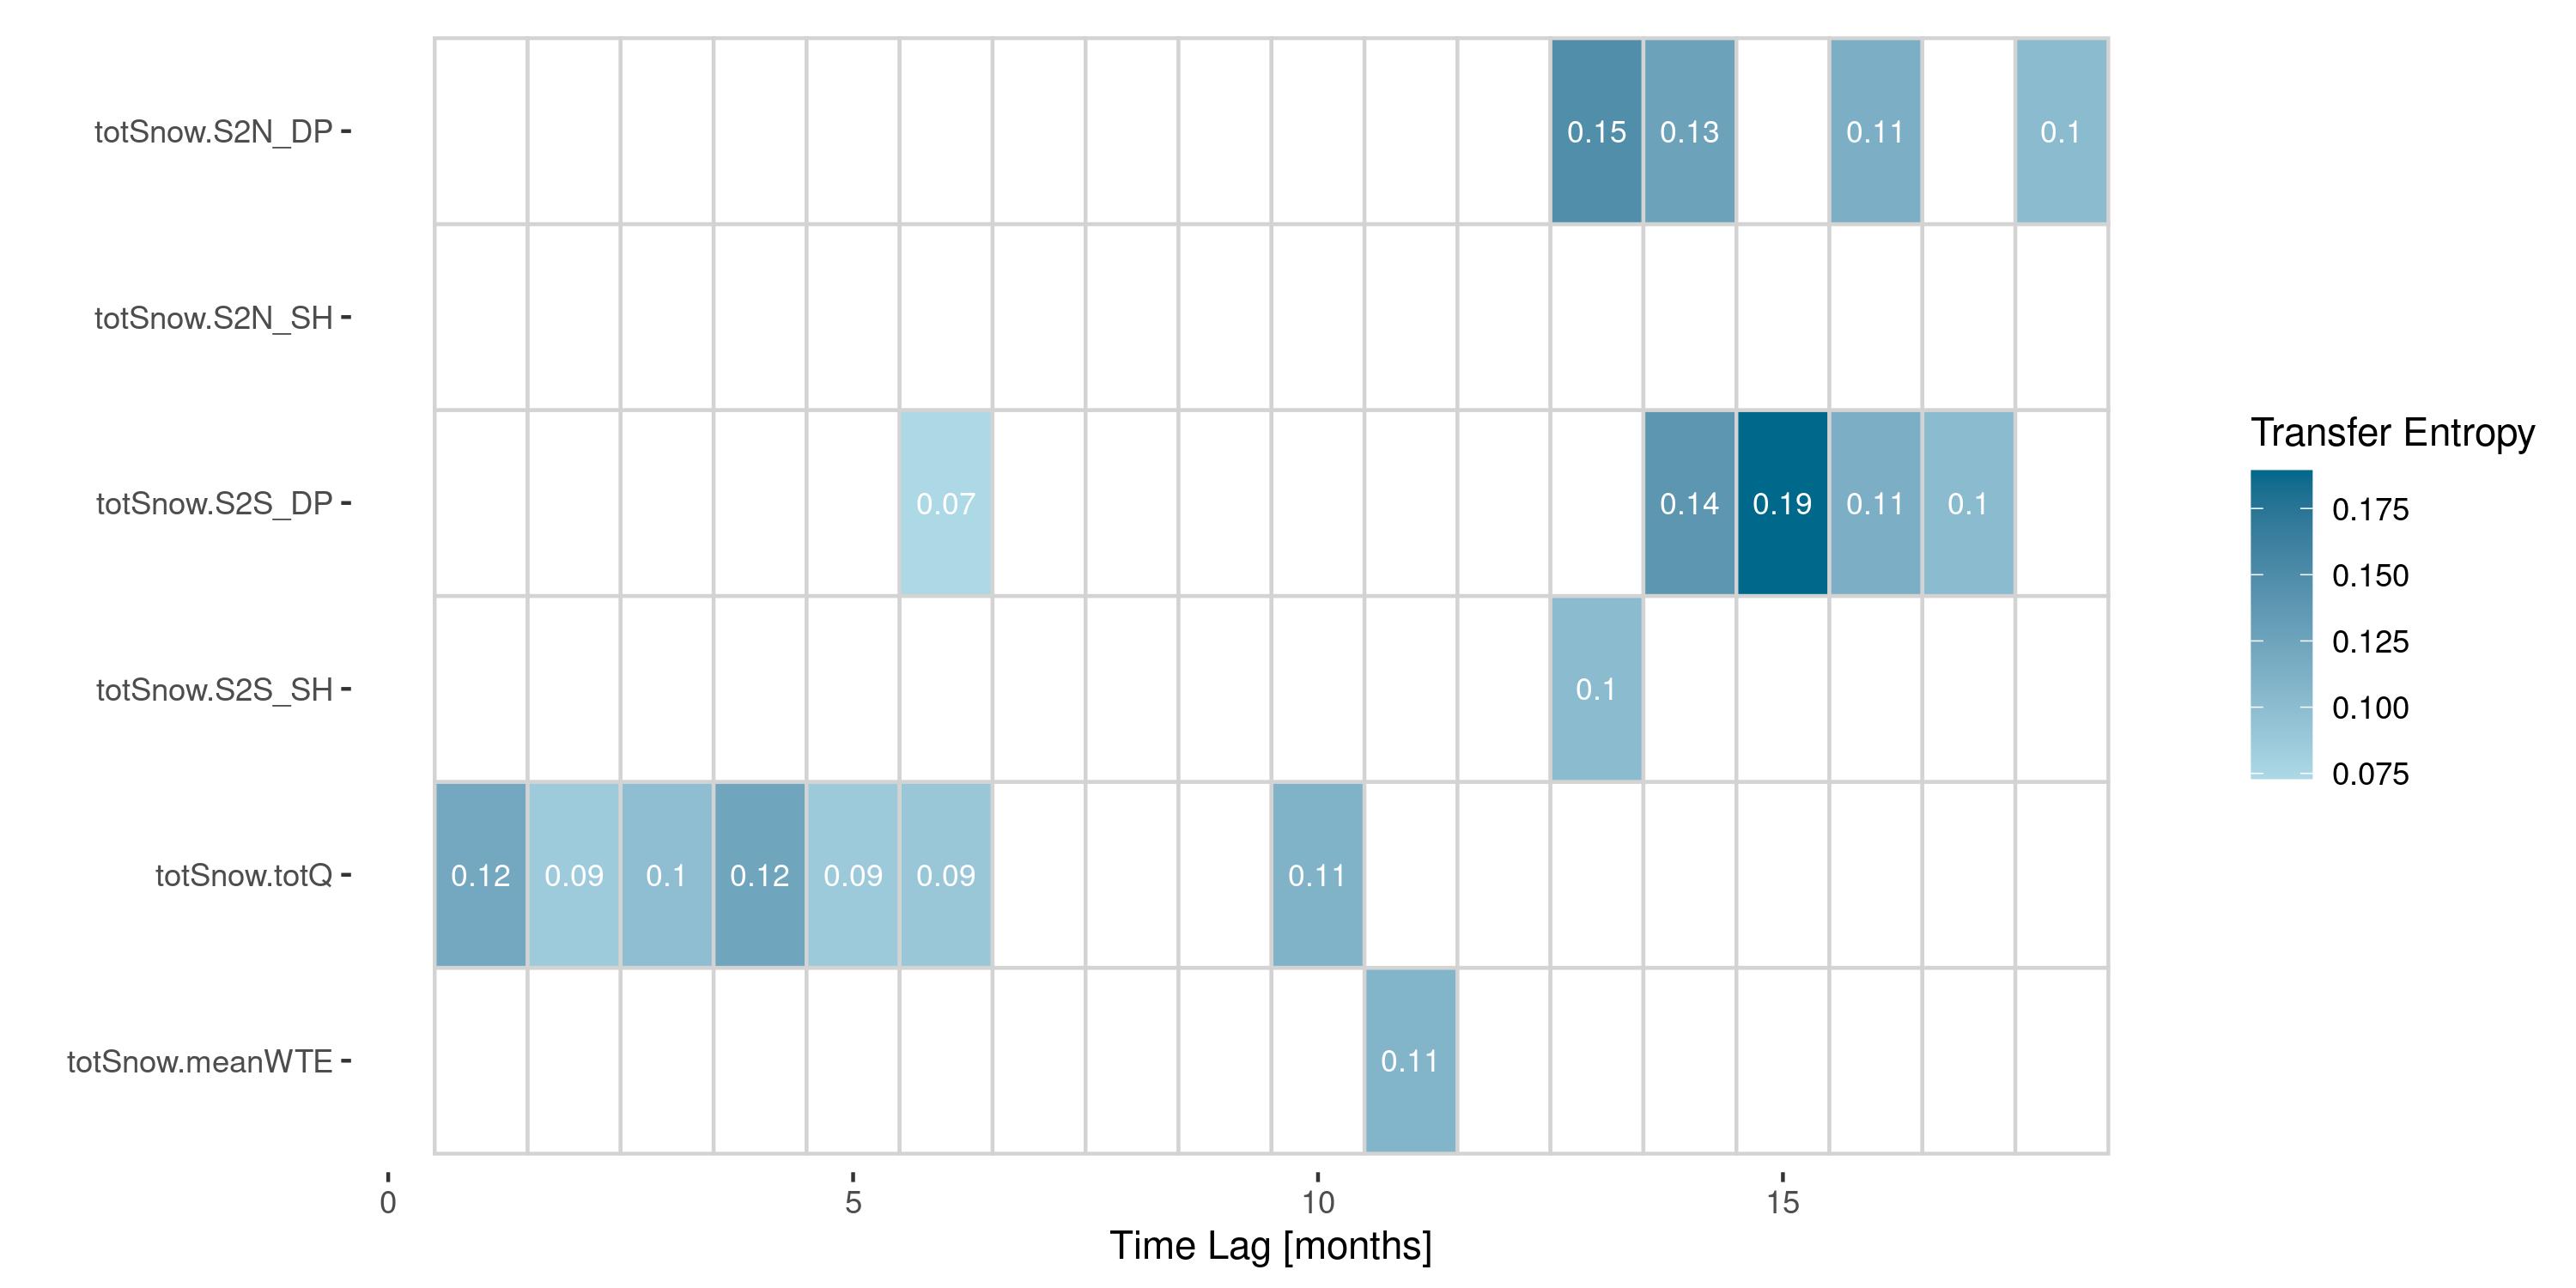 totSnow.S2N_DP 0.15 0.13 0.11 0.1
totSnow.S2N_SH
totSnow.S2S_DP 0.07 0.14 0.19 0.11 0.1
totSnow.S2S_SH 0.1
totSnow.totQ 0.12 0.09 0.1 0.12 0.09 0.09 0.11
totSnow.meanWTE 0.11
0 5 10 15
Time Lag [months]
Transfer Entropy
0.175
0.150
0.125
0.100
0.075